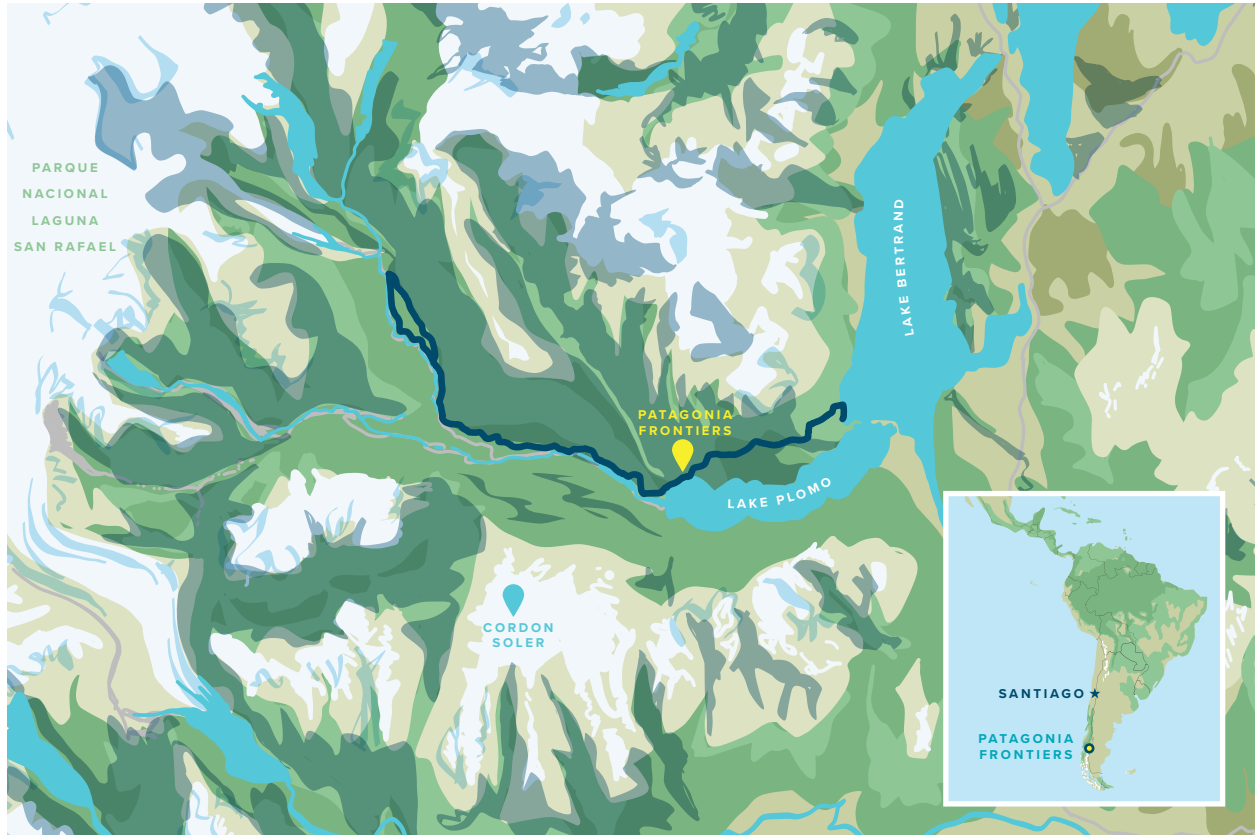 PARQUE
NACIONAL
LAGUNA
SAN RAFAEL
LAKE BERTRAND
PATAGONIA
FRONTIERS
LAKE PLOMO
CORDON
SOLER
SANTIAGO
PATAGONIA
FRONTIERS